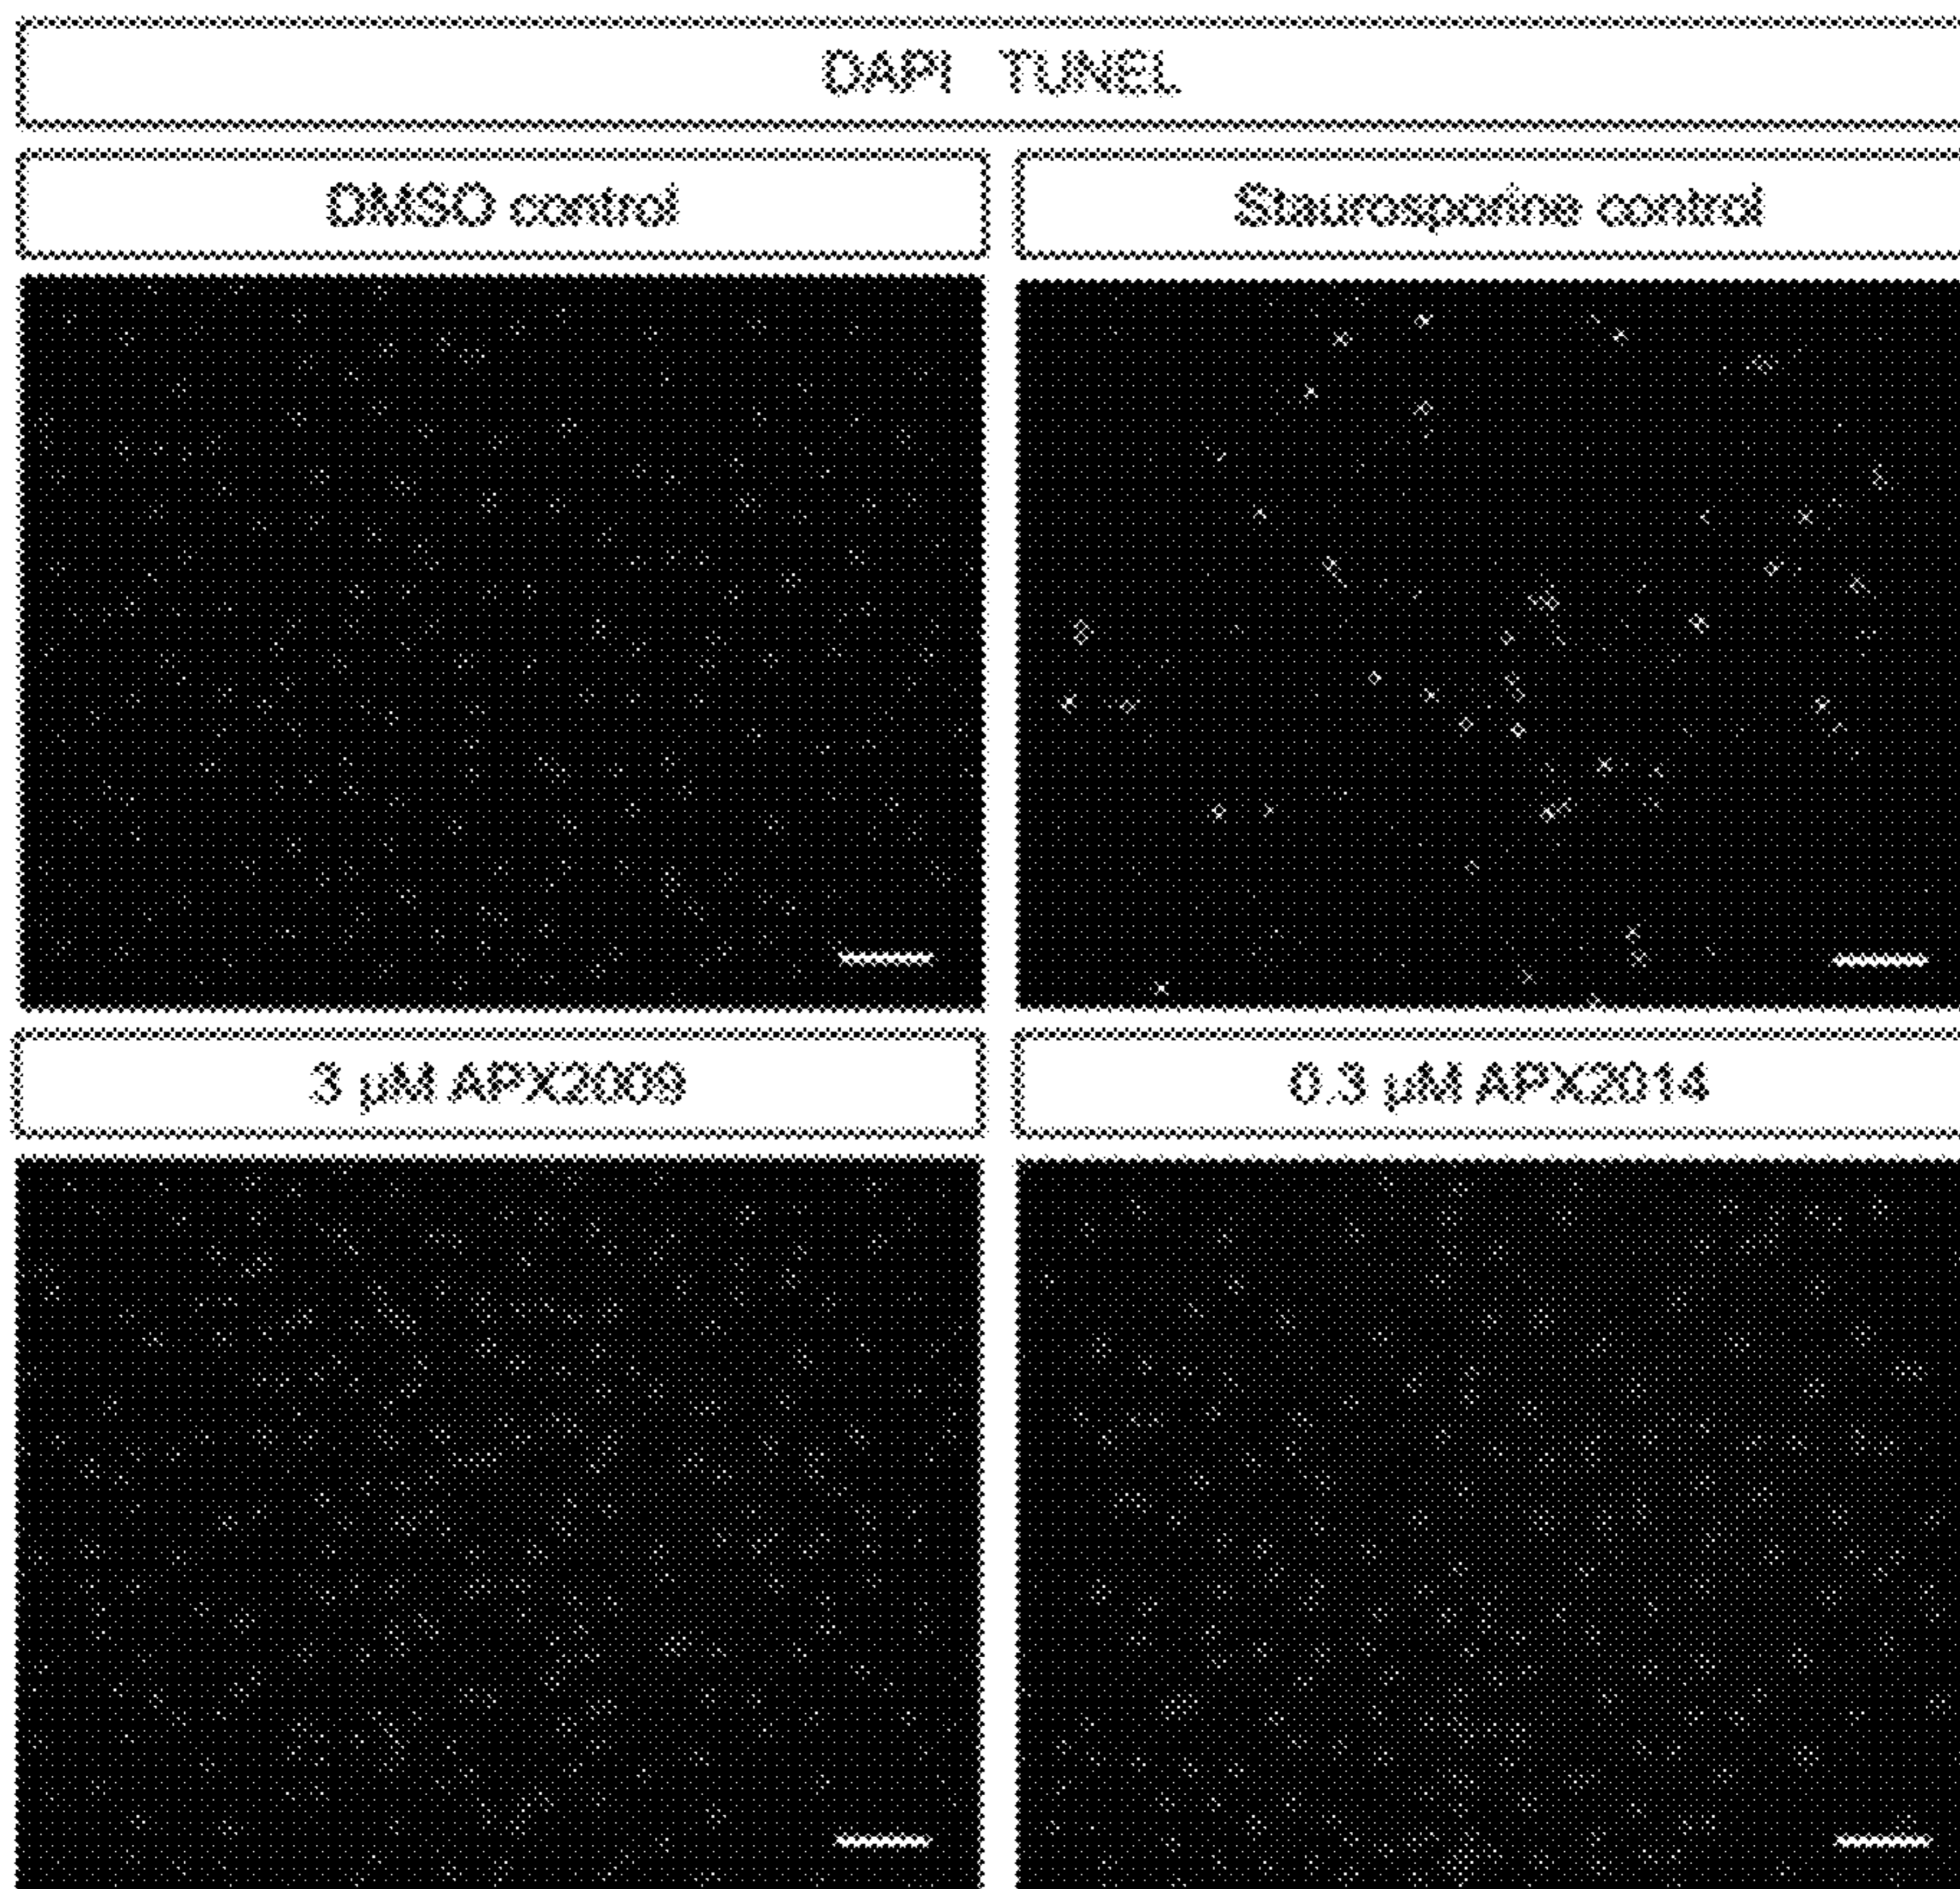 DAPI TUNEL
DMSO control
Staurosporine control
3 µM APX2009
0.3 µM APX2014